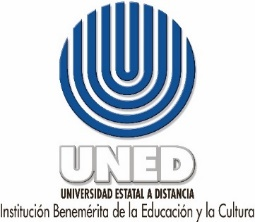 UNED
UNIVERSIDAD ESTATAL A DISTANCIA
Institución Benemérita de la Educación y la Cultura